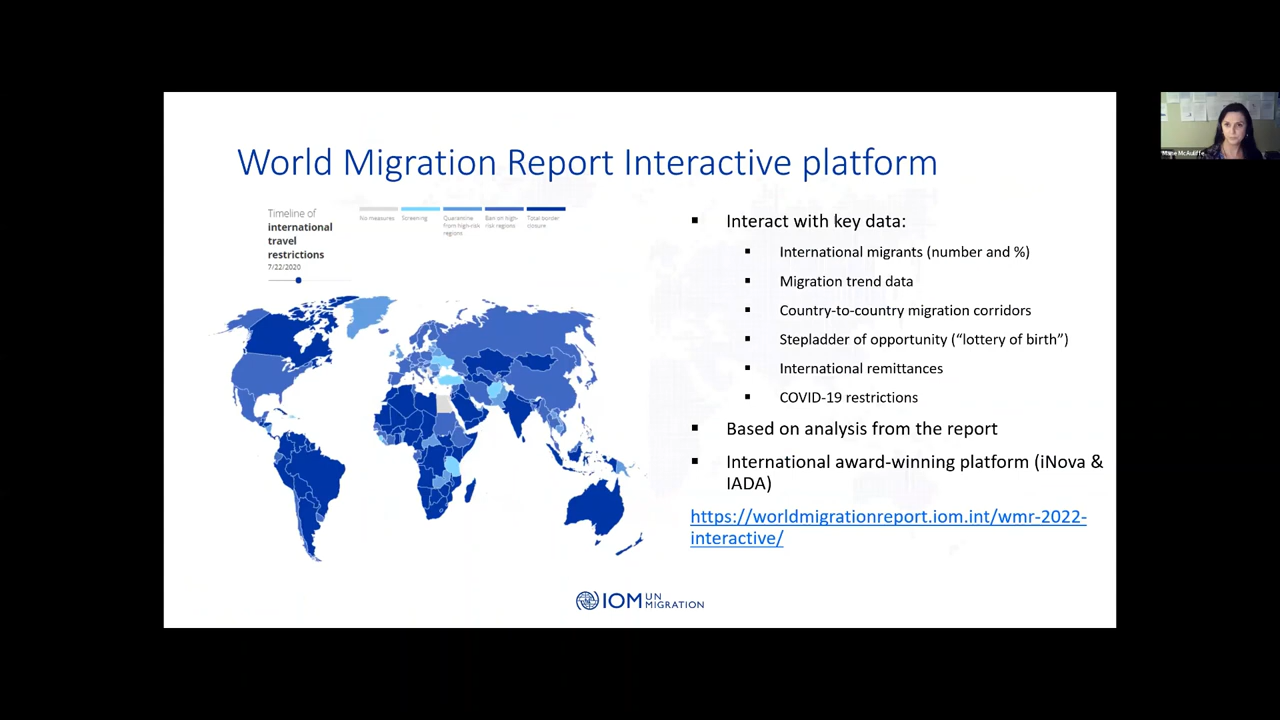 World Migration Report Interactive platform
Timeline of
international
travel
restrictions
7/22/2020
No measures
Screening
Quarantine
from high-risk
regions
Ban on high-
risk regions
Total border
closure
Interact with key data:
International migrants (number and %)
Migration trend data
Country-to-country migration corridors
Stepladder of opportunity (“lottery of birth”)
International remittances
COVID-19 restrictions
Based on analysis from the report
International award-winning platform (iNova &
IADA)
https://worldmigrationreport.iom.int/wmr-2022-
interactive/
IOM UN
MIGRATION
Marie McAuliffe